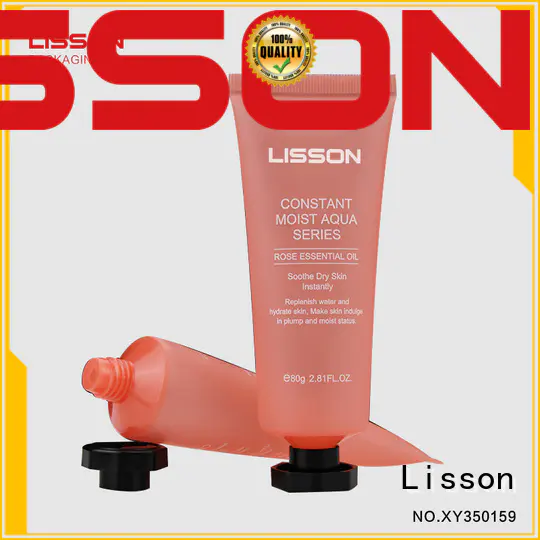 LISSON
PACKAGING
SSON
100%
QUALITY
LISSON
CONSTANT
MOIST AQUA
SERIES
ROSE ESSENTIAL OIL
Soothe Dry Skin
Instantly
Replenish water and
hydrate skin, Make skin indulge
in plump and moist status
℮80g 2.81FL.OZ.
Lisson
NO.XY350159